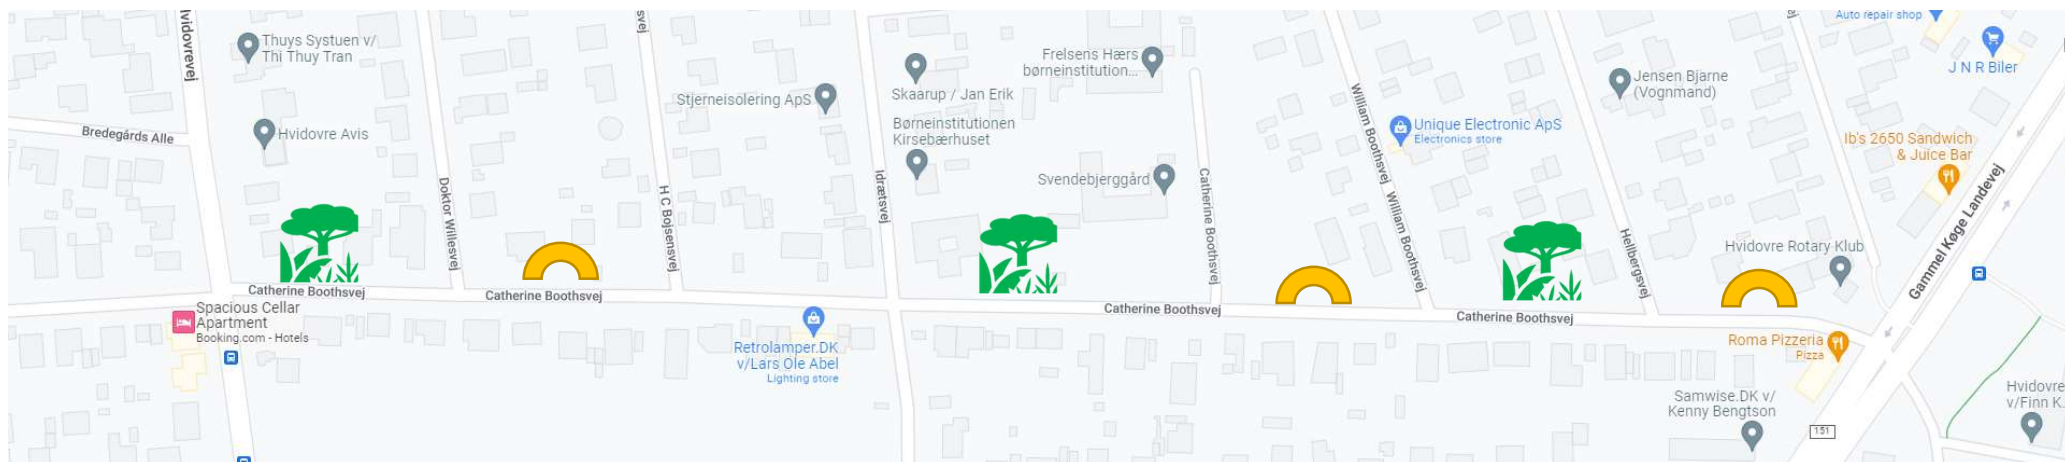 Hvidovrevej
Thuys Systuen v/
Thi Thuy Tran
Hvidovre Avis
Bredegårds Alle
Doktor Willesvej
svej
H C Bojsensvej
Stjerneisolering ApS
Idrætsvej
Skaarup / Jan Erik
Børneinstitutionen
Kirsebærhuset
Frelsens Hærs
børneinstitution...
Svendebjerggård
Catherine Boothsvej
William Boothsvej
William Boothsvej
Unique Electronic ApS
Electronics store
Jensen Bjarne
(Vognmand)
Hellbergsvej
Auto repair shop
J N R Biler
Ib's 2650 Sandwich
& Juice Bar
Gammel Køge Landevej
Hvidovre Rotary Klub
Catherine Boothsvej
Catherine Boothsvej
Catherine Boothsvej
Catherine Boothsvej
Spacious Cellar
Apartment
Booking.com - Hotels
Retrolamper.DK
v/Lars Ole Abel
Lighting store
Roma Pizzeria
Pizza
Samwise.DK v/
Kenny Bengtson
151
Hvidovre
v/Finn K.